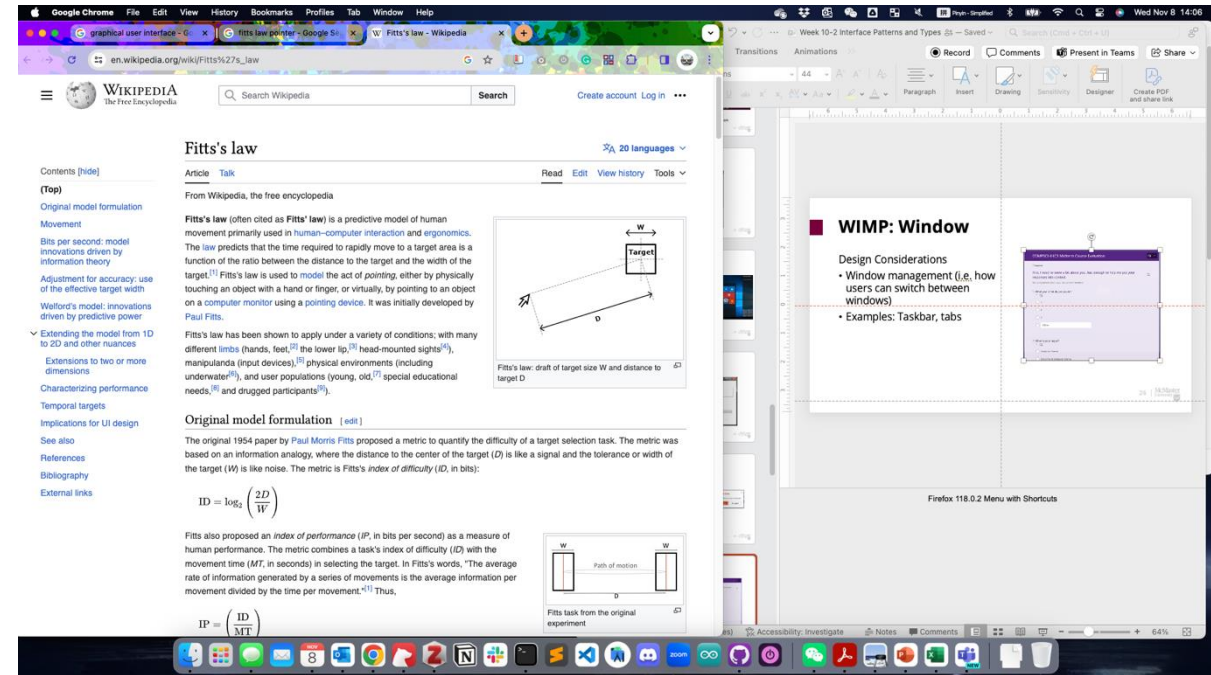 Google Chrome File Edit View History Bookmarks Profiles Tab Window Help
Pinyin - Simplified
Wed Nov 8 14:06
graphical user interface - Go
fitts law pointer - Google Se
Fitts's law - Wikipedia
en.wikipedia.org/wiki/Fitts%27s_law
WIKIPEDIA
The Free Encyclopedia
Search Wikipedia
Search
Create account Log in
Fitts's law
20 languages
Article Talk
Read Edit View history Tools
From Wikipedia, the free encyclopedia
Contents [hide]
(Top)
Original model formulation
Movement
Bits per second: model
innovations driven by
information theory
Adjustment for accuracy: use
of the effective target width
Welford's model: innovations
driven by predictive power
Extending the model from 1D
to 2D and other nuances
Extensions to two or more
dimensions
Characterizing performance
Temporal targets
Implications for UI design
See also
References
Bibliography
External links
Fitts's law (often cited as Fitts' law) is a predictive model of human
movement primarily used in human–computer interaction and ergonomics.
The law predicts that the time required to rapidly move to a target area is a
function of the ratio between the distance to the target and the width of the
target.[1] Fitts's law is used to model the act of pointing, either by physically
touching an object with a hand or finger, or virtually, by pointing to an object
on a computer monitor using a pointing device. It was initially developed by
Paul Fitts.
Fitts's law has been shown to apply under a variety of conditions; with many
different limbs (hands, feet,[2] the lower lip,[3] head-mounted sights[4]),
manipulanda (input devices),[5] physical environments (including
underwater[6]), and user populations (young, old,[7] special educational
needs,[8] and drugged participants[9]).
W
Target
D
Fitts's law: draft of target size W and distance to
target D
Original model formulation [edit]
The original 1954 paper by Paul Morris Fitts proposed a metric to quantify the difficulty of a target selection task. The metric was
based on an information analogy, where the distance to the center of the target (D) is like a signal and the tolerance or width of
the target (W) is like noise. The metric is Fitts's index of difficulty (ID, in bits):
ID = log2 (2D/W)
Fitts also proposed an index of performance (IP, in bits per second) as a measure of
human performance. The metric combines a task's index of difficulty (ID) with the
movement time (MT, in seconds) in selecting the target. In Fitts's words, "The average
rate of information generated by a series of movements is the average information per
movement divided by the time per movement."[1] Thus,
IP = (ID/MT)
W W
Path of motion
D
Fitts task from the original
experiment
Week 10-2 Interface Patterns and Types
Saved
Search (Cmd + Ctrl + U)
Transitions Animations
Record Comments Present in Teams Share
44
Paragraph Insert Drawing Sensitivity Designer Create PDF
and share link
WIMP: Window
Design Considerations
• Window management (i.e. how
users can switch between
windows)
• Examples: Taskbar, tabs
24
Firefox 118.0.2 Menu with Shortcuts
Accessibility: Investigate Notes Comments 64%
NOV
8
zoom
NEW